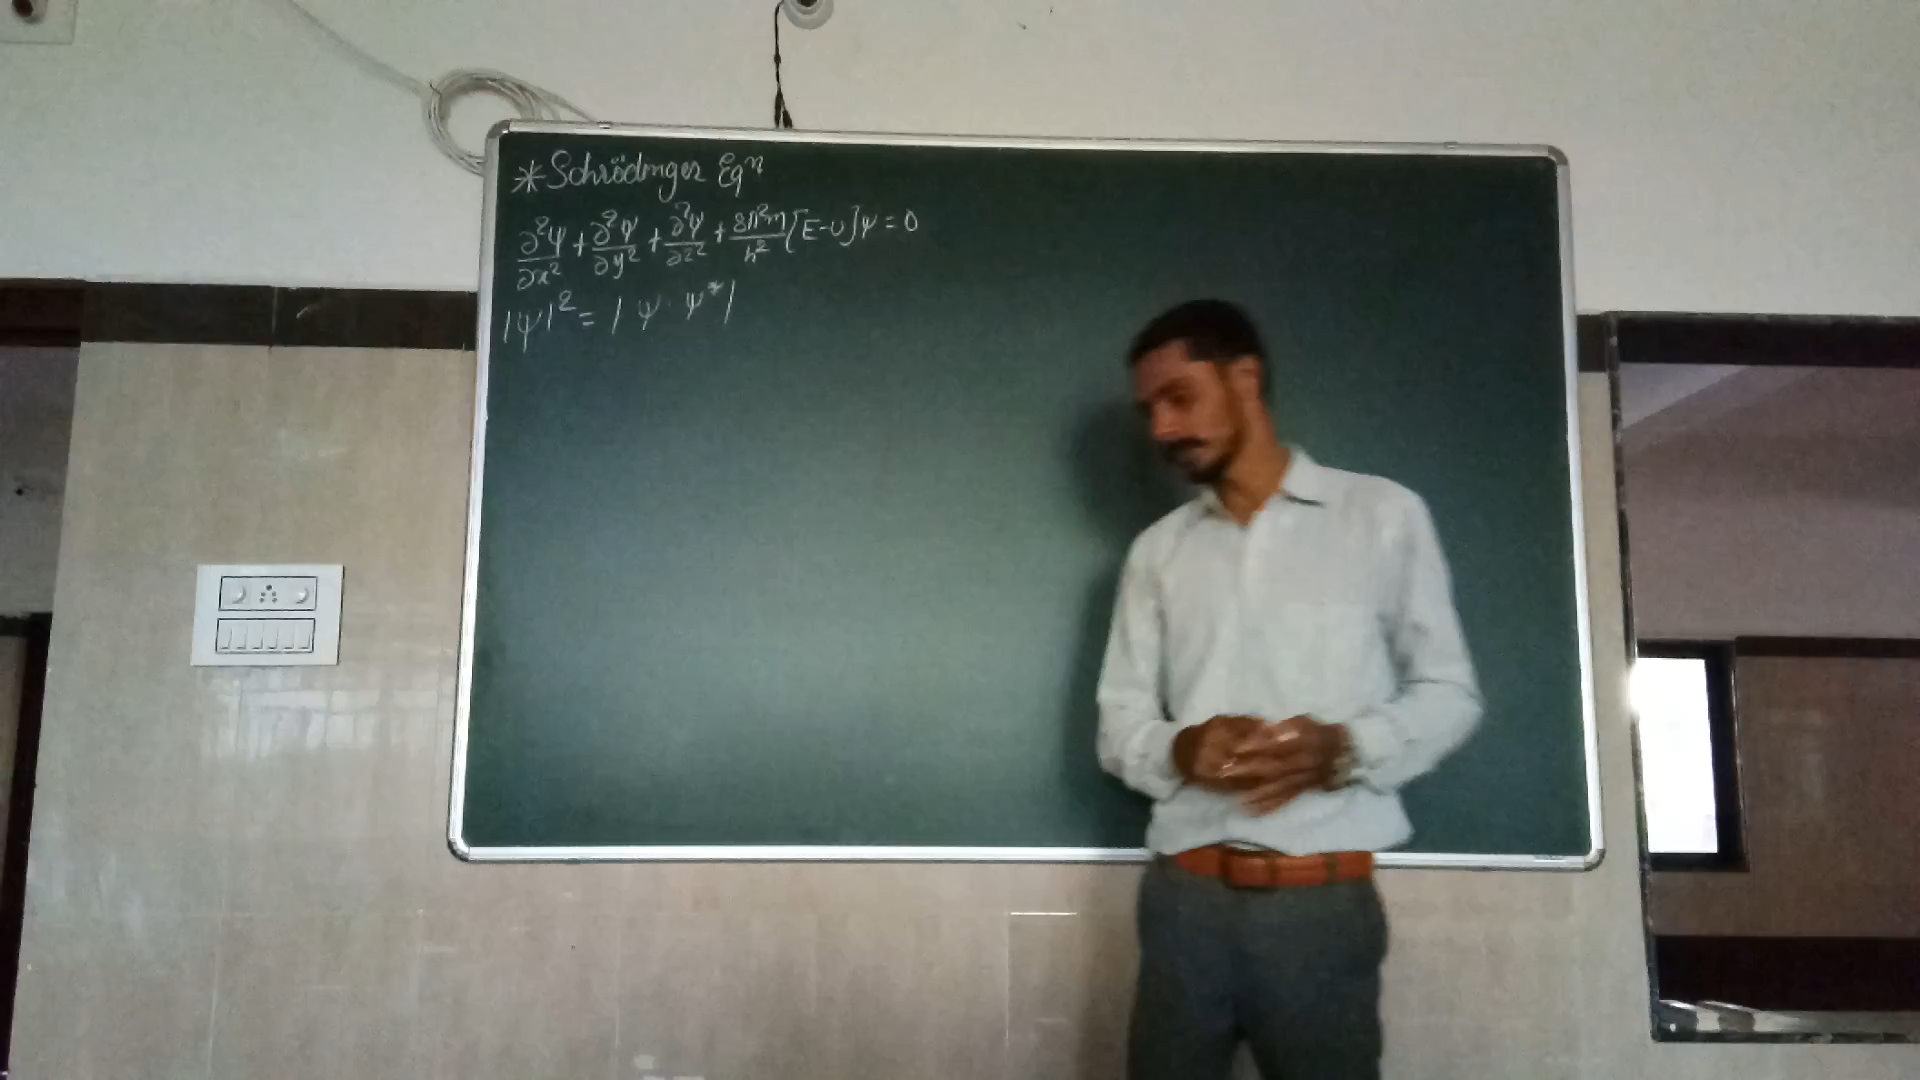 * Schrödinger Eqⁿ
∂²ψ/∂x² + ∂²ψ/∂y² + ∂²ψ/∂z² + 8π²m/h² [E-U]ψ = 0
|ψ|² = |ψ·ψ*|